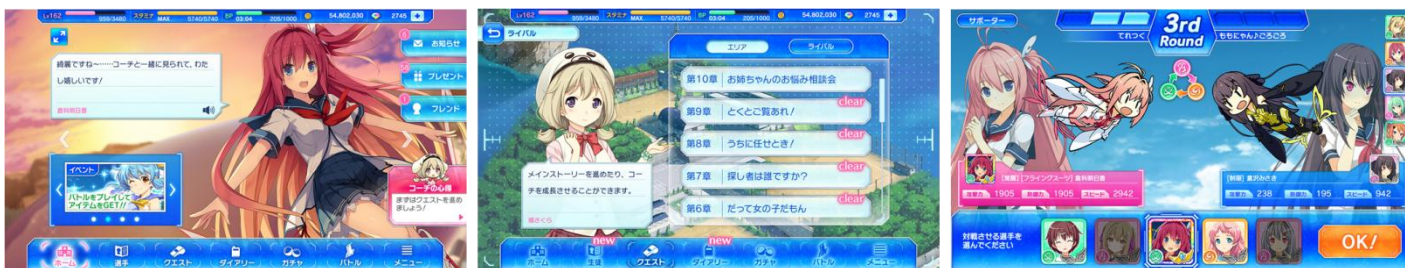 Lv162
959/3480
スタミナ
MAX
5740/5740
BP
03:04
205/1000
54,802,030
2745
綺麗ですね~……コーチと一緒に見られて、わた
し嬉しいです!
倉科明日香
6
お知らせ
56
プレゼント
1
フレンド
イベント
バトルをプレイして
アイテムをGET!!
コーチの心得
まずはクエストを進め
ましょう!
ホーム
選手
クエスト
ダイアリー
ガチャ
バトル
メニュー
Lv162
959/3480
スタミナ
MAX
5740/5740
BP
03:04
205/1000
54,802,030
2745
ライバル
エリア
ライバル
第10章
お姉ちゃんのお悩み相談会
clear
第9章
とくとご覧あれ!
clear
第8章
うちに任せとき!
clear
第7章
探し者は誰ですか?
clear
第6章
だって女の子だもん
メインストーリーを進めたり、コー
チを成長させることができます。
new
new
ホーム
生徒
クエスト
ダイアリー
ガチャ
バトル
メニュー
サポーター
3rd
Round
てれつく
ももにゃん♪ごろごろ
[覚醒]
[フライングスーツ]
倉科明日香
攻撃力
1905
防御力
1905
スピード
2942
[制服]
鳶沢みさき
攻撃力
238
防御力
195
スピード
942
対戦させる選手を
選んでください
OK!